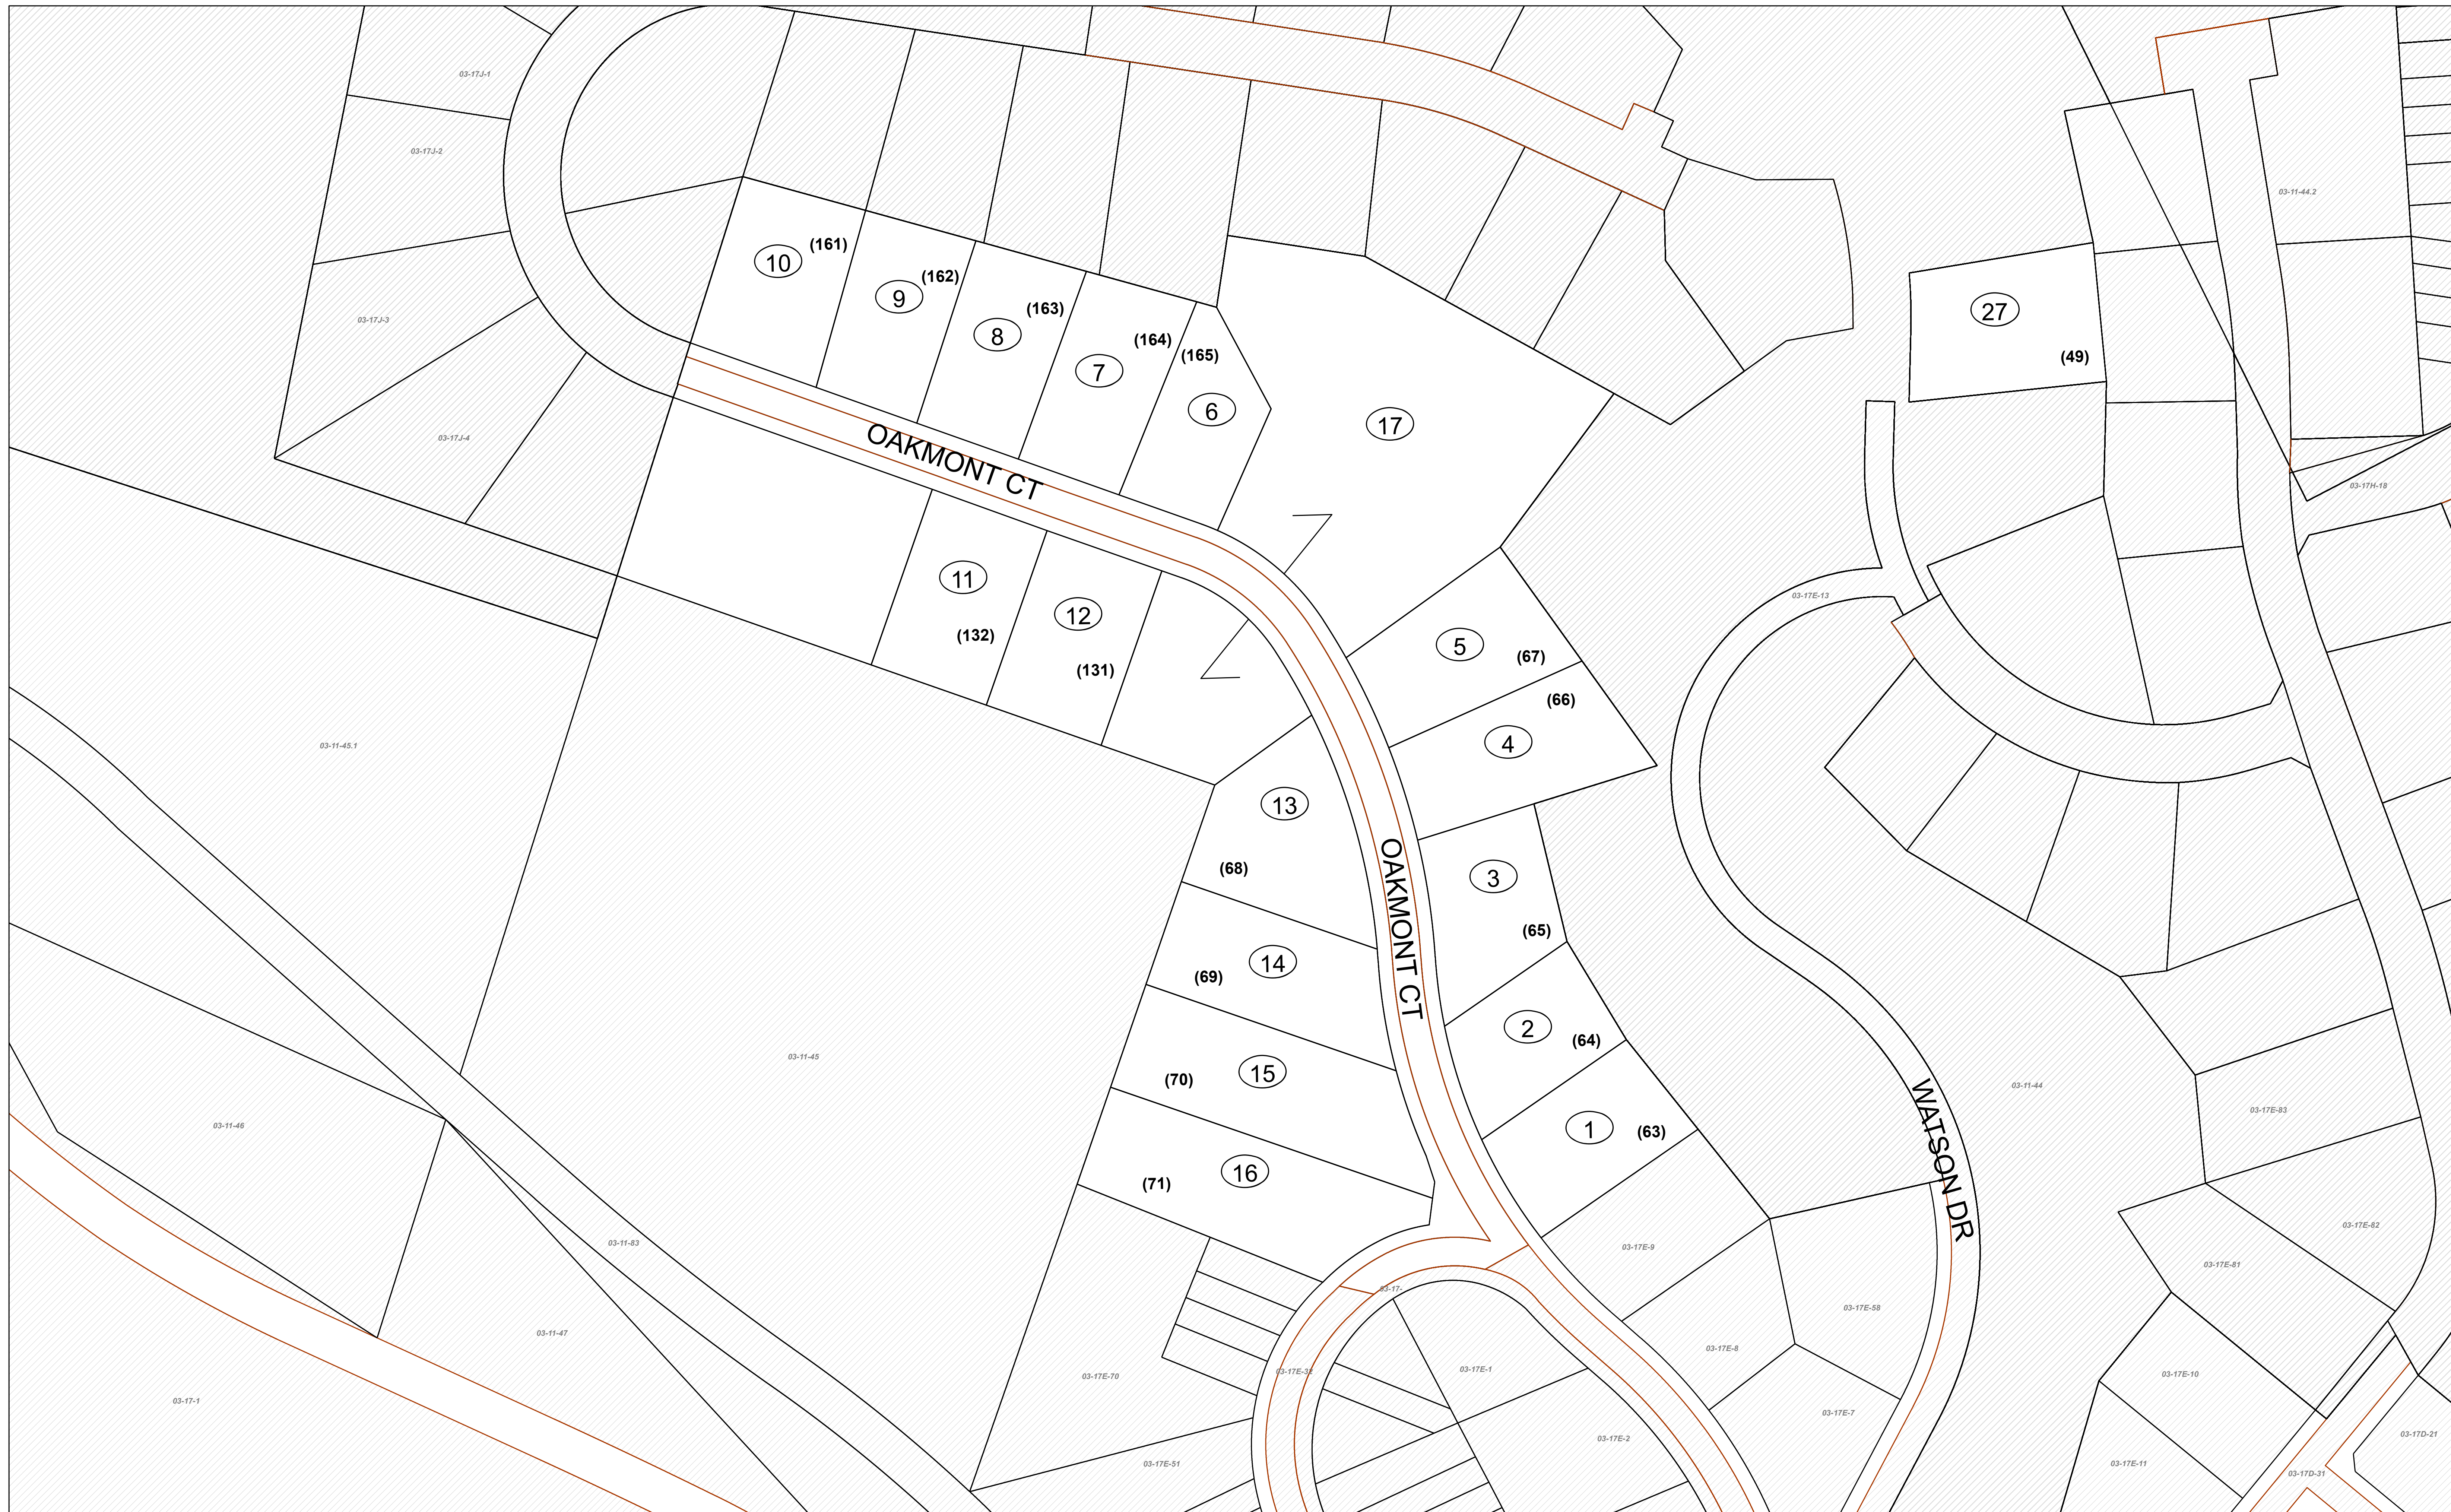 03-17J-1
03-17J-2
03-11-44.2
10 (161)
9 (162)
8 (163)
7 (164)
(165)
6
27
(49)
03-17J-3
17
03-17J-4
OAKMONT CT
03-17H-18
11
(132)
12
(131)
03-17E-13
5 (67)
(66)
4
03-11-45.1
13
(68)
OAKMONT CT
3
(65)
14
(69)
2 (64)
03-11-45
15
(70)
03-11-44
WATSON DR
1 (63)
03-11-46
03-17E-83
16
(71)
03-11-83
03-17E-9
03-17E-82
03-17E-81
03-17-
03-17E-58
03-11-47
03-17E-8
03-17E-70
03-17E-32
03-17E-1
03-17E-10
03-17-1
03-17E-7
03-17E-2
03-17D-21
03-17E-51
03-17E-11
03-17D-31